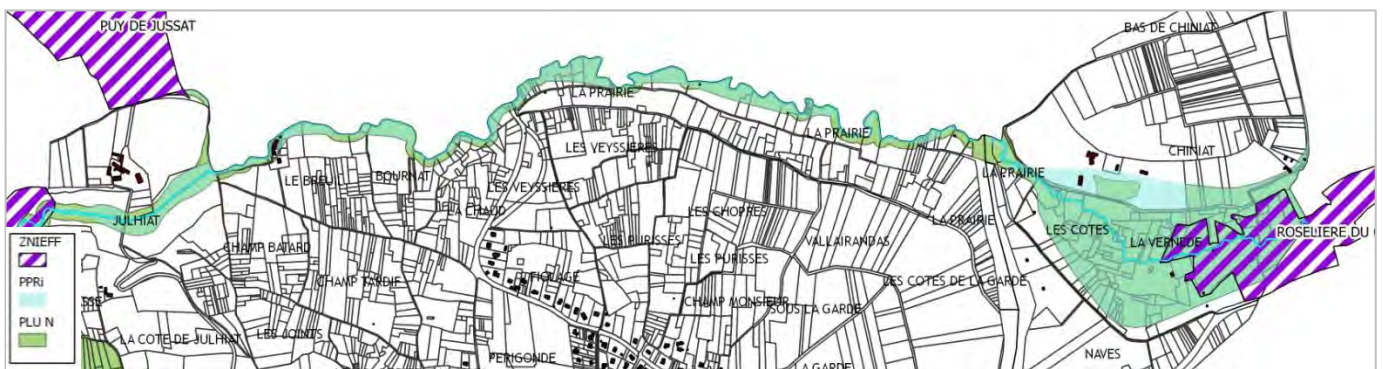 PUY DE JUSSAT
BAS DE CHINIAT
LA PRAIRIE
LA PRAIRIE
LES VEYSSIERES
CHINIAT
LE BREUIL
BOURNAT
LES VEYSSIERES
LA PRAIRIE
JULHIAT
LA CHAUD
LES CHOPRES
LA PRAIRIE
LES COTES
LA VERNEDE
ROSELIERE DU
CHAMP BATARD
LES PURISSES
VALLAIRANDAS
LES PURISSES
CHAMP TARDIF
LES COTES DE LA GARDE
CHAMP MONSIEUR
SOUS LA GARDE
LES JOINTS
LA COTE DE JULHIAT
PERIGONDE
NAVES
LA GARDE
ZNIEFF
PPRi
PLU N